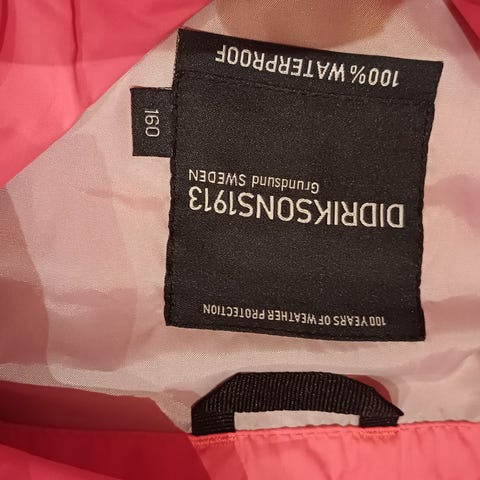 100 YEARS OF WEATHER PROTECTION
DIDRIKSONS1913
Grundsund SWEDEN
100% WATERPROOF
160